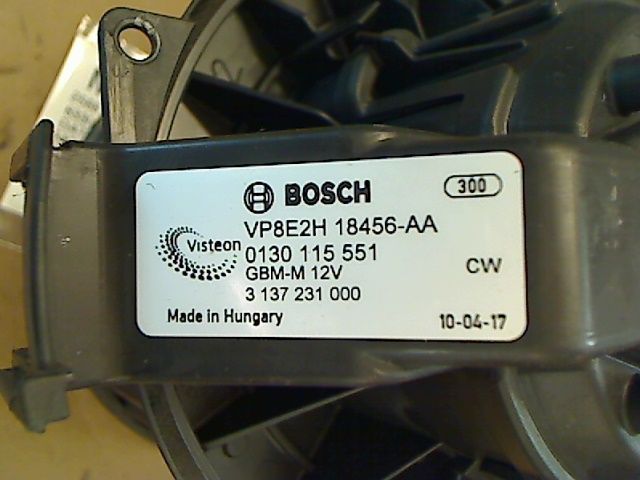 BOSCH
300
VP8E2H 18456-AA
Visteon
0130 115 551
GBM-M 12V
CW
3 137 231 000
Made in Hungary
10-04-17